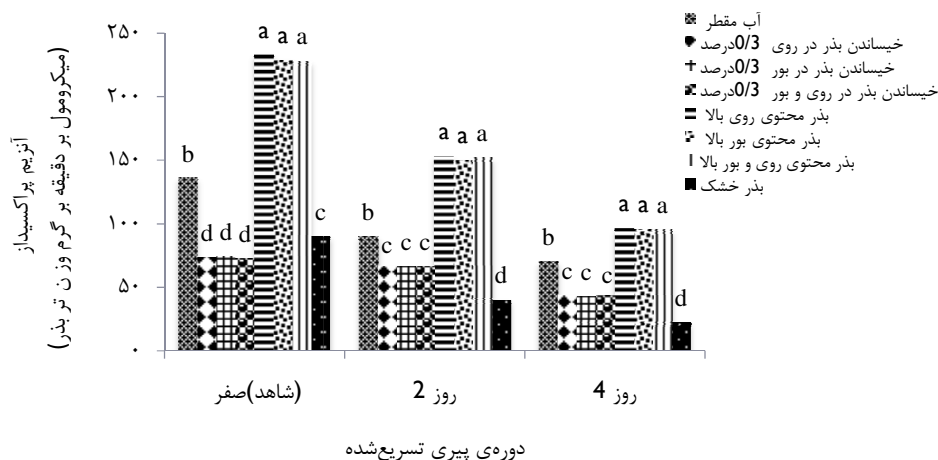 آنزیم پراکسیداز
(میکرومول بر دقیقه بر گرم وز ن تر بذر)
۲۵۰
۲۰۰
۱۵۰
۱۰۰
۵۰
۰
b d d d a a a c
b c c c a a a d
b c c c a a a d
(شاهد)صفر
2 روز
4 روز
دوره‌ی پیری تسریع‌شده
آب مقطر
خیساندن بذر در روی 0/3درصد
خیساندن بذر در بور 0/3درصد
خیساندن بذر در روی و بور 0/3درصد
بذر محتوی روی بالا
بذر محتوی بور بالا
بذر محتوی روی و بور بالا
بذر خشک